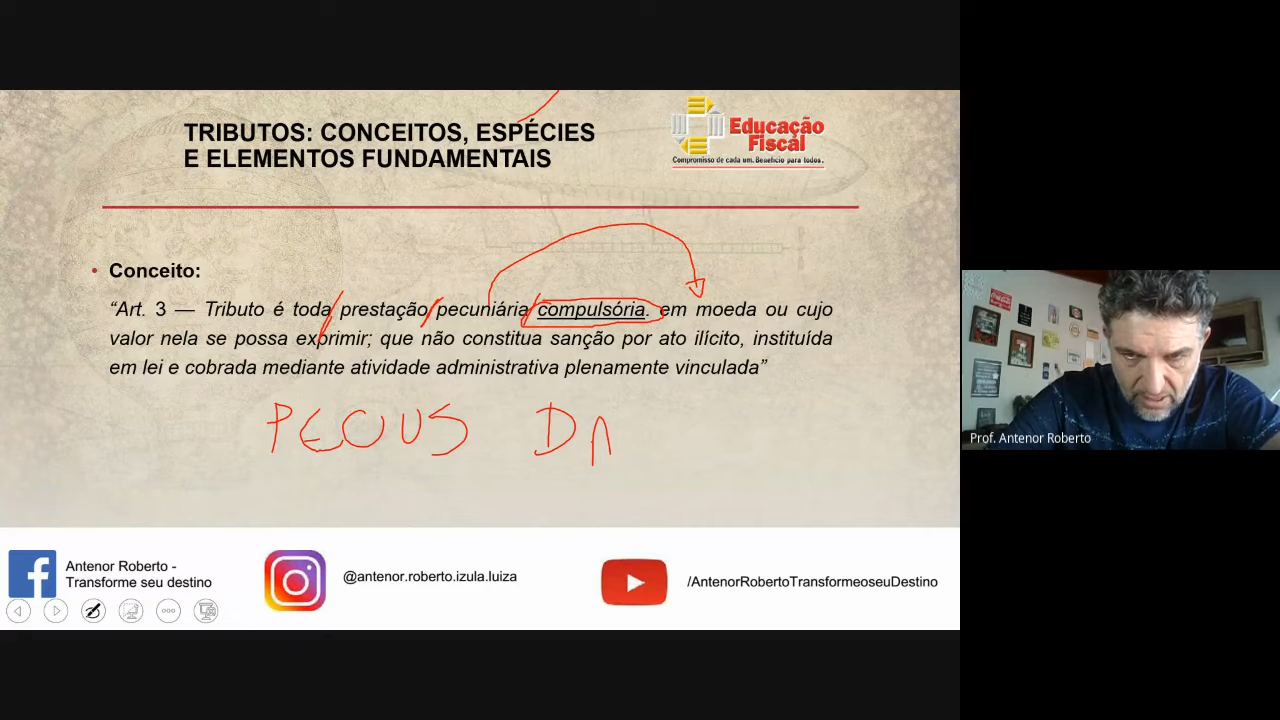 TRIBUTOS: CONCEITOS, ESPÉCIES
E ELEMENTOS FUNDAMENTAIS
Educação
Fiscal
Compromisso de cada um. Benefício para todos.
• Conceito:
“Art. 3 — Tributo é toda prestação pecuniária compulsória. em moeda ou cujo
valor nela se possa exprimir; que não constitua sanção por ato ilícito, instituída
em lei e cobrada mediante atividade administrativa plenamente vinculada”
PECUS DA
Prof. Antenor Roberto
Antenor Roberto -
Transforme seu destino
@antenor.roberto.izula.luiza
/AntenorRobertoTransformeoseuDestino